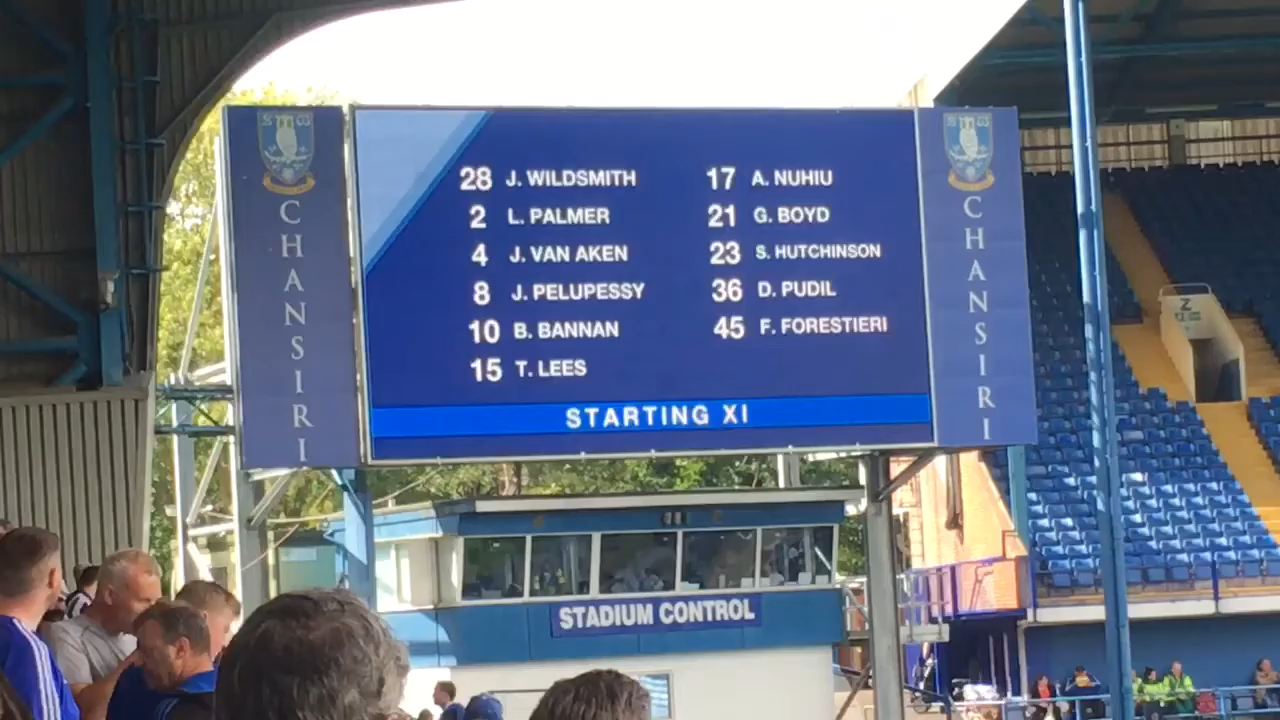 CHANSIRI
28 J. WILDSMITH
2 L. PALMER
4 J. VAN AKEN
8 J. PELUPESSY
10 B. BANNAN
15 T. LEES
17 A. NUHIU
21 G. BOYD
23 S. HUTCHINSON
36 D. PUDIL
45 F. FORESTIERI
STARTING XI
CHANSIRI
Z
STADIUM CONTROL